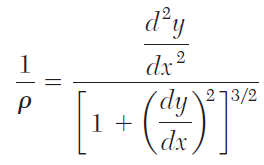 1/ρ = (d²y/dx²) / [1 + (dy/dx)²]^3/2